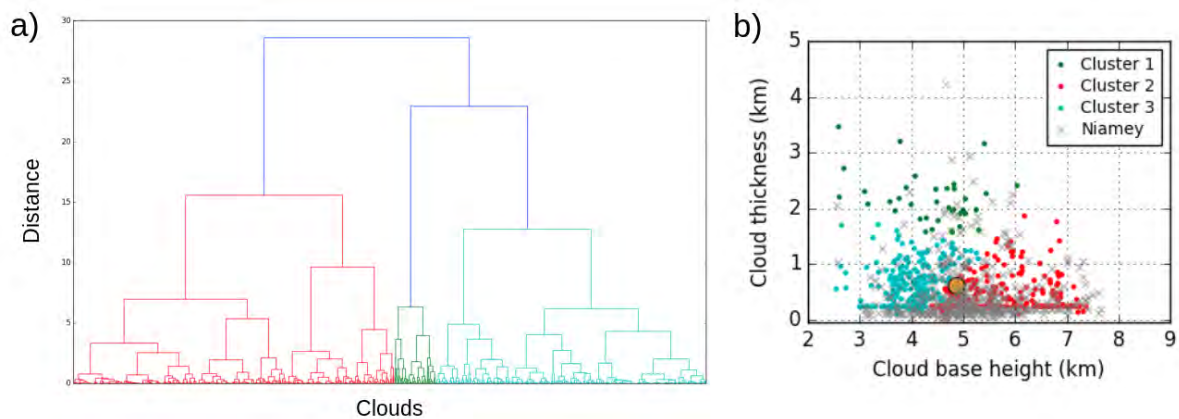 a)
30
25
20
15
10
5
0
Distance
Clouds
b)
5
4
3
2
1
0
Cloud thickness (km)
Cluster 1
Cluster 2
Cluster 3
Niamey
2 3 4 5 6 7 8 9
Cloud base height (km)